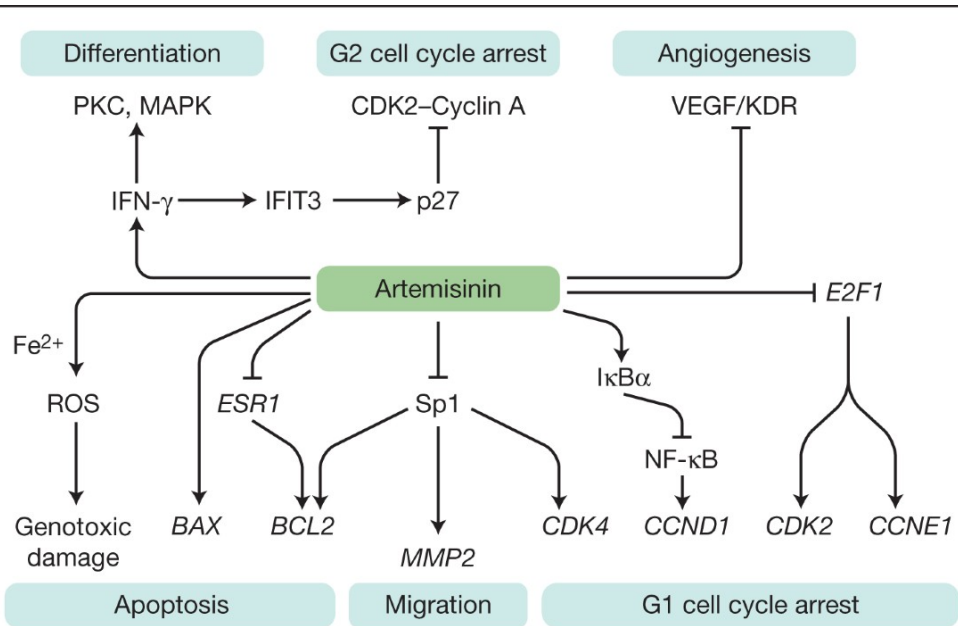 Differentiation
G2 cell cycle arrest
Angiogenesis
PKC, MAPK
CDK2–Cyclin A
VEGF/KDR
IFN-γ
IFIT3
p27
Artemisinin
E2F1
Fe2+
IκBα
ROS
ESR1
Sp1
NF-κB
Genotoxic
damage
BAX
BCL2
MMP2
CDK4
CCND1
CDK2
CCNE1
Apoptosis
Migration
G1 cell cycle arrest